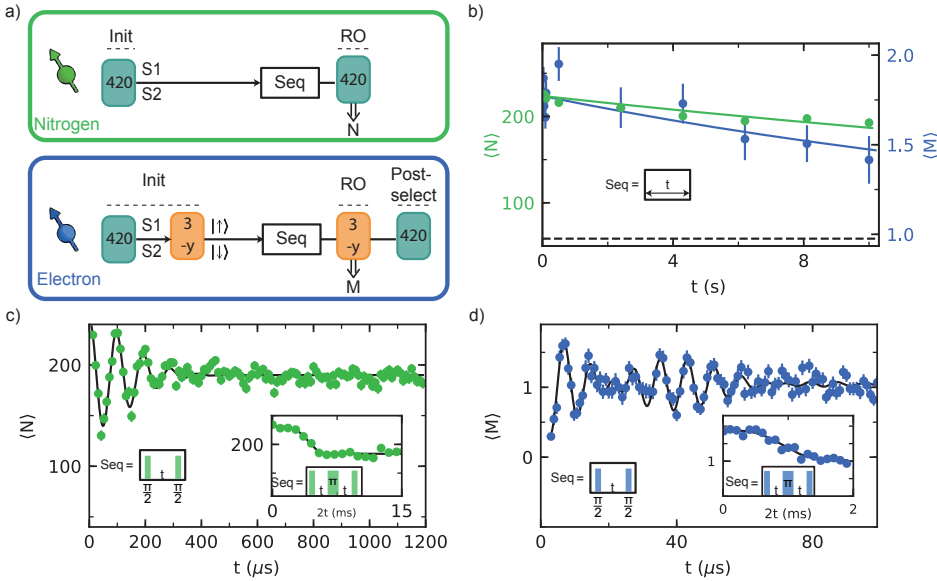 a)
Init
RO
420
S1
S2
Seq
420
N
Nitrogen
Init
RO
Post-
select
420
S1
S2
3
-y
|↑⟩
|↓⟩
Seq
3
-y
420
M
Electron
b)
⟨N⟩
200
100
2.0
1.5
1.0
⟨M⟩
Seq =
t
0
4
8
t (s)
c)
⟨N⟩
200
100
Seq =
t
π/2
π/2
200
Seq =
t
π
t
0
2t (ms)
15
0
200
400
600
800
1000
1200
t (μs)
d)
⟨M⟩
1
0
Seq =
t
π/2
π/2
1
Seq =
t
π
t
0
2t (ms)
2
0
40
80
t (μs)